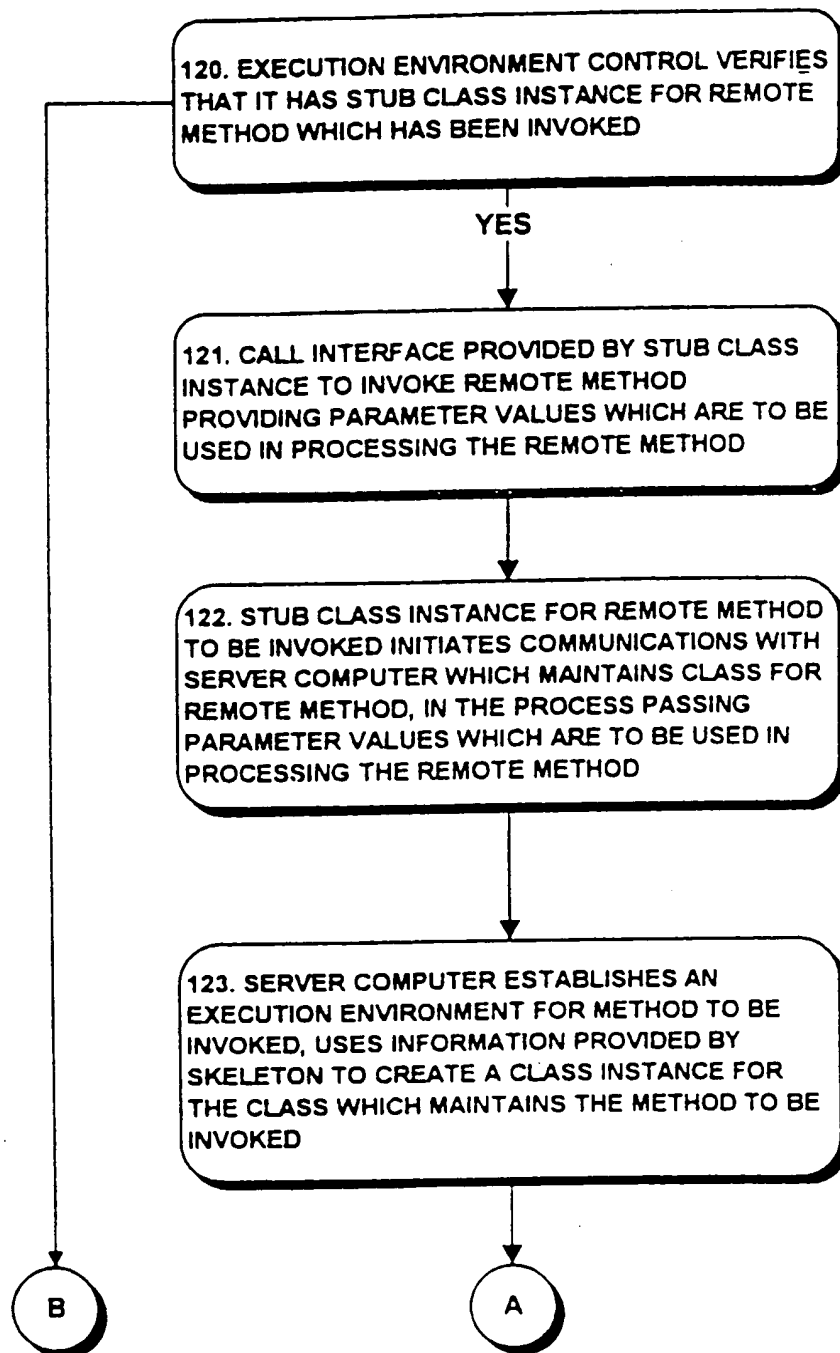 120. EXECUTION ENVIRONMENT CONTROL VERIFIES
THAT IT HAS STUB CLASS INSTANCE FOR REMOTE
METHOD WHICH HAS BEEN INVOKED
YES
121. CALL INTERFACE PROVIDED BY STUB CLASS
INSTANCE TO INVOKE REMOTE METHOD
PROVIDING PARAMETER VALUES WHICH ARE TO BE
USED IN PROCESSING THE REMOTE METHOD
122. STUB CLASS INSTANCE FOR REMOTE METHOD
TO BE INVOKED INITIATES COMMUNICATIONS WITH
SERVER COMPUTER WHICH MAINTAINS CLASS FOR
REMOTE METHOD, IN THE PROCESS PASSING
PARAMETER VALUES WHICH ARE TO BE USED IN
PROCESSING THE REMOTE METHOD
123. SERVER COMPUTER ESTABLISHES AN
EXECUTION ENVIRONMENT FOR METHOD TO BE
INVOKED, USES INFORMATION PROVIDED BY
SKELETON TO CREATE A CLASS INSTANCE FOR
THE CLASS WHICH MAINTAINS THE METHOD TO BE
INVOKED
B
A